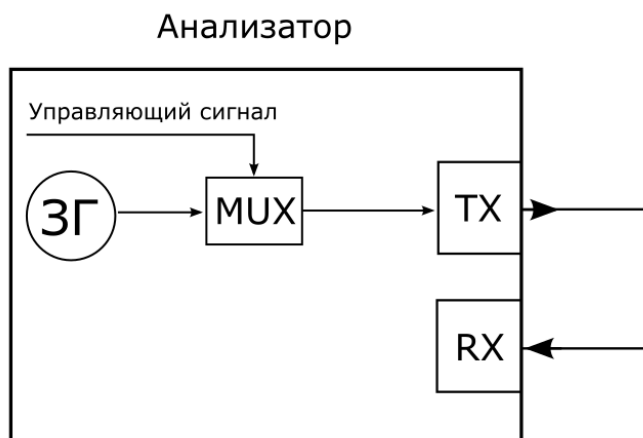 Анализатор
Управляющий сигнал
ЗГ
MUX
TX
RX